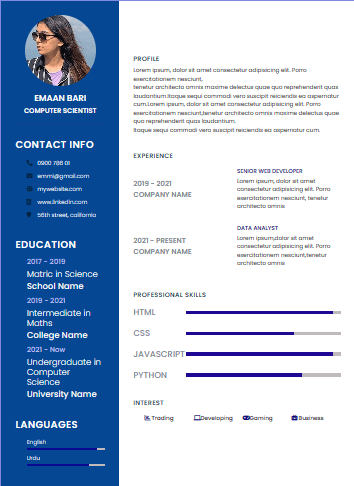 EMAAN BARI
COMPUTER SCIENTIST
CONTACT INFO
0900 786 01
emmi@gmail.com
mywebsite.com
www.linkedin.com
56th street, california
EDUCATION
2017 - 2019
Matric in Science
School Name
2019 - 2021
Intermediate in
Maths
College Name
2021 - Now
Undergraduate in
Computer
Science
University Name
LANGUAGES
English
Urdu
PROFILE
Lorem ipsum, dolor sit amet consectetur adipisicing elit. Porro
exercitationem nesciunt,
tenetur architecto omnis maxime delectus quae quo reprehenderit quas
laudantium.Itaque sequi commodi vero suscipit reiciendis ea aspernatur
cum.Lorem ipsum, dolor sit amet consectetur adipisicing elit. Porro
exercitationem nesciunt,tenetur architecto omnis maxime delectus quae
quo reprehenderit quas laudantium.
Itaque sequi commodi vero suscipit reiciendis ea aspernatur cum.
EXPERIENCE
2019 - 2021
COMPANY NAME
SENIOR WEB DEVELOPER
Lorem ipsum, dolor sit amet
consectetur adipisicing elit. Porro
exercitationem nesciunt, tenetur
architecto omnis
2021 - PRESENT
COMPANY NAME
DATA ANALYST
Lorem ipsum,dolor sit amet
consectetur adipisicing elit. Porro
exercitationem nesciunt,tenetur
architecto omnis
PROFESSIONAL SKILLS
HTML
CSS
JAVASCRIPT
PYTHON
INTEREST
Trading Developing Gaming Business